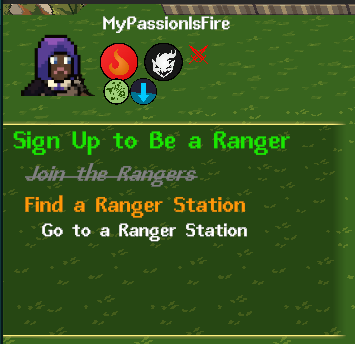 MyPassionIsFire
Sign Up to Be a Ranger
Join the Rangers
Find a Ranger Station
Go to a Ranger Station